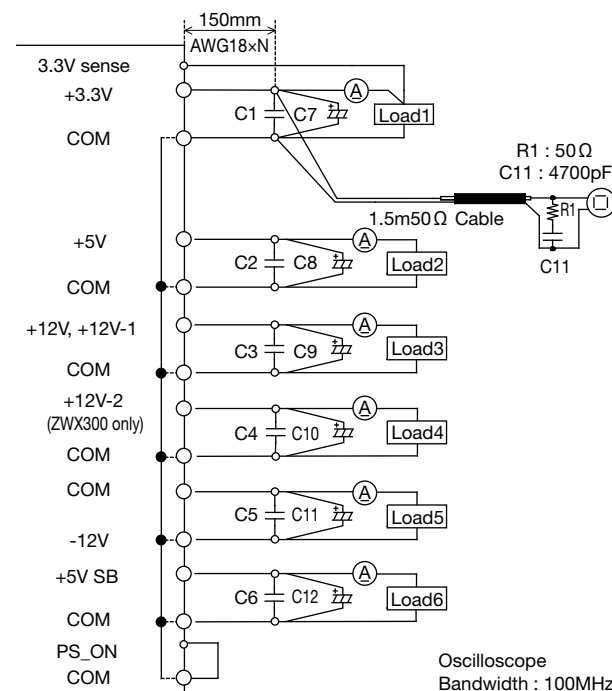 150mm
AWG18×N
3.3V sense
+3.3V
C1
C7
+
A
Load1
COM
R1 : 50Ω
C11 : 4700pF
R1
1.5m50Ω Cable
C11
+5V
C2
C8
+
A
Load2
COM
+12V, +12V-1
C3
C9
+
A
Load3
COM
+12V-2
(ZWX300 only)
C4
C10
+
A
Load4
COM
COM
C5
C11
+
A
Load5
-12V
+5V SB
C6
C12
+
A
Load6
COM
PS_ON
COM
Oscilloscope
Bandwidth : 100MHz